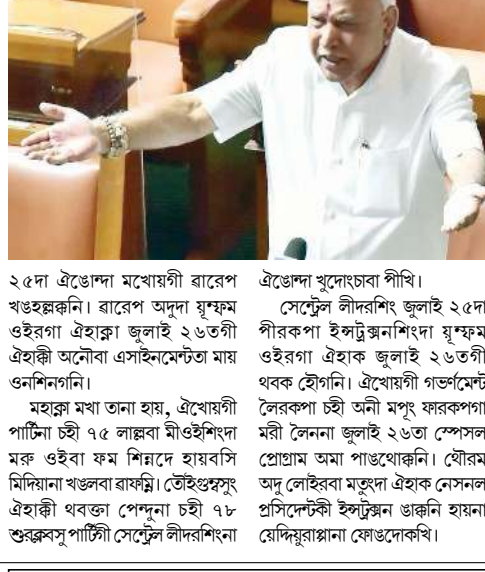 ২৫দা ঐঙোন্দা মখোয়গী ৱারেপ
খঙহল্লক্কনি। ৱারেপ অদুদা য়ুম্ফম
ওইরগা ঐহাক্না জুলাই ২৬তগী
ঐহাক্কী অনৌবা এসাইনমেন্টতা মায়
ওনশিনগনি।
মহাক্না মখা তানা হায়, ঐখোয়গী
পার্টিনা চহী ৭৫ লাল্লবা মীওইশিংদা
মরু ওইবা ফম শিন্নদে হায়বসি
মিদিয়ানা খঙলবা ৱাফম্নি। তৌইগুম্বসুং
ঐহাক্কী থবক্তা পেন্দুনা চহী ৭৮
শুরক্লবসু পার্টিগী সেন্ট্রেল লীদরশিংনা
ঐঙোন্দা খুদোংচাবা পীখি।
সেন্ট্রেল লীদরশিং জুলাই ২৫দা
পীরকপা ইন্সট্রক্সনশিংদা য়ুম্ফম
ওইরগা ঐহাক জুলাই ২৬তগী
থবক হৌগনি। ঐখোয়গী গভর্ণমেন্ট
লৈরকপা চহী অনী মপুং ফারকপগা
মরী লৈননা জুলাই ২৬তা স্পেসল
প্রোগ্রাম অমা পাঙথোক্কনি। থৌরম
অদু লোইরবা মতুংদা ঐহাক নেসনল
প্রসিদেন্টকী ইন্সট্রক্সন ঙাক্কনি হায়না
য়েদ্দিয়ুরাপ্পানা ফোঙদোকখি।